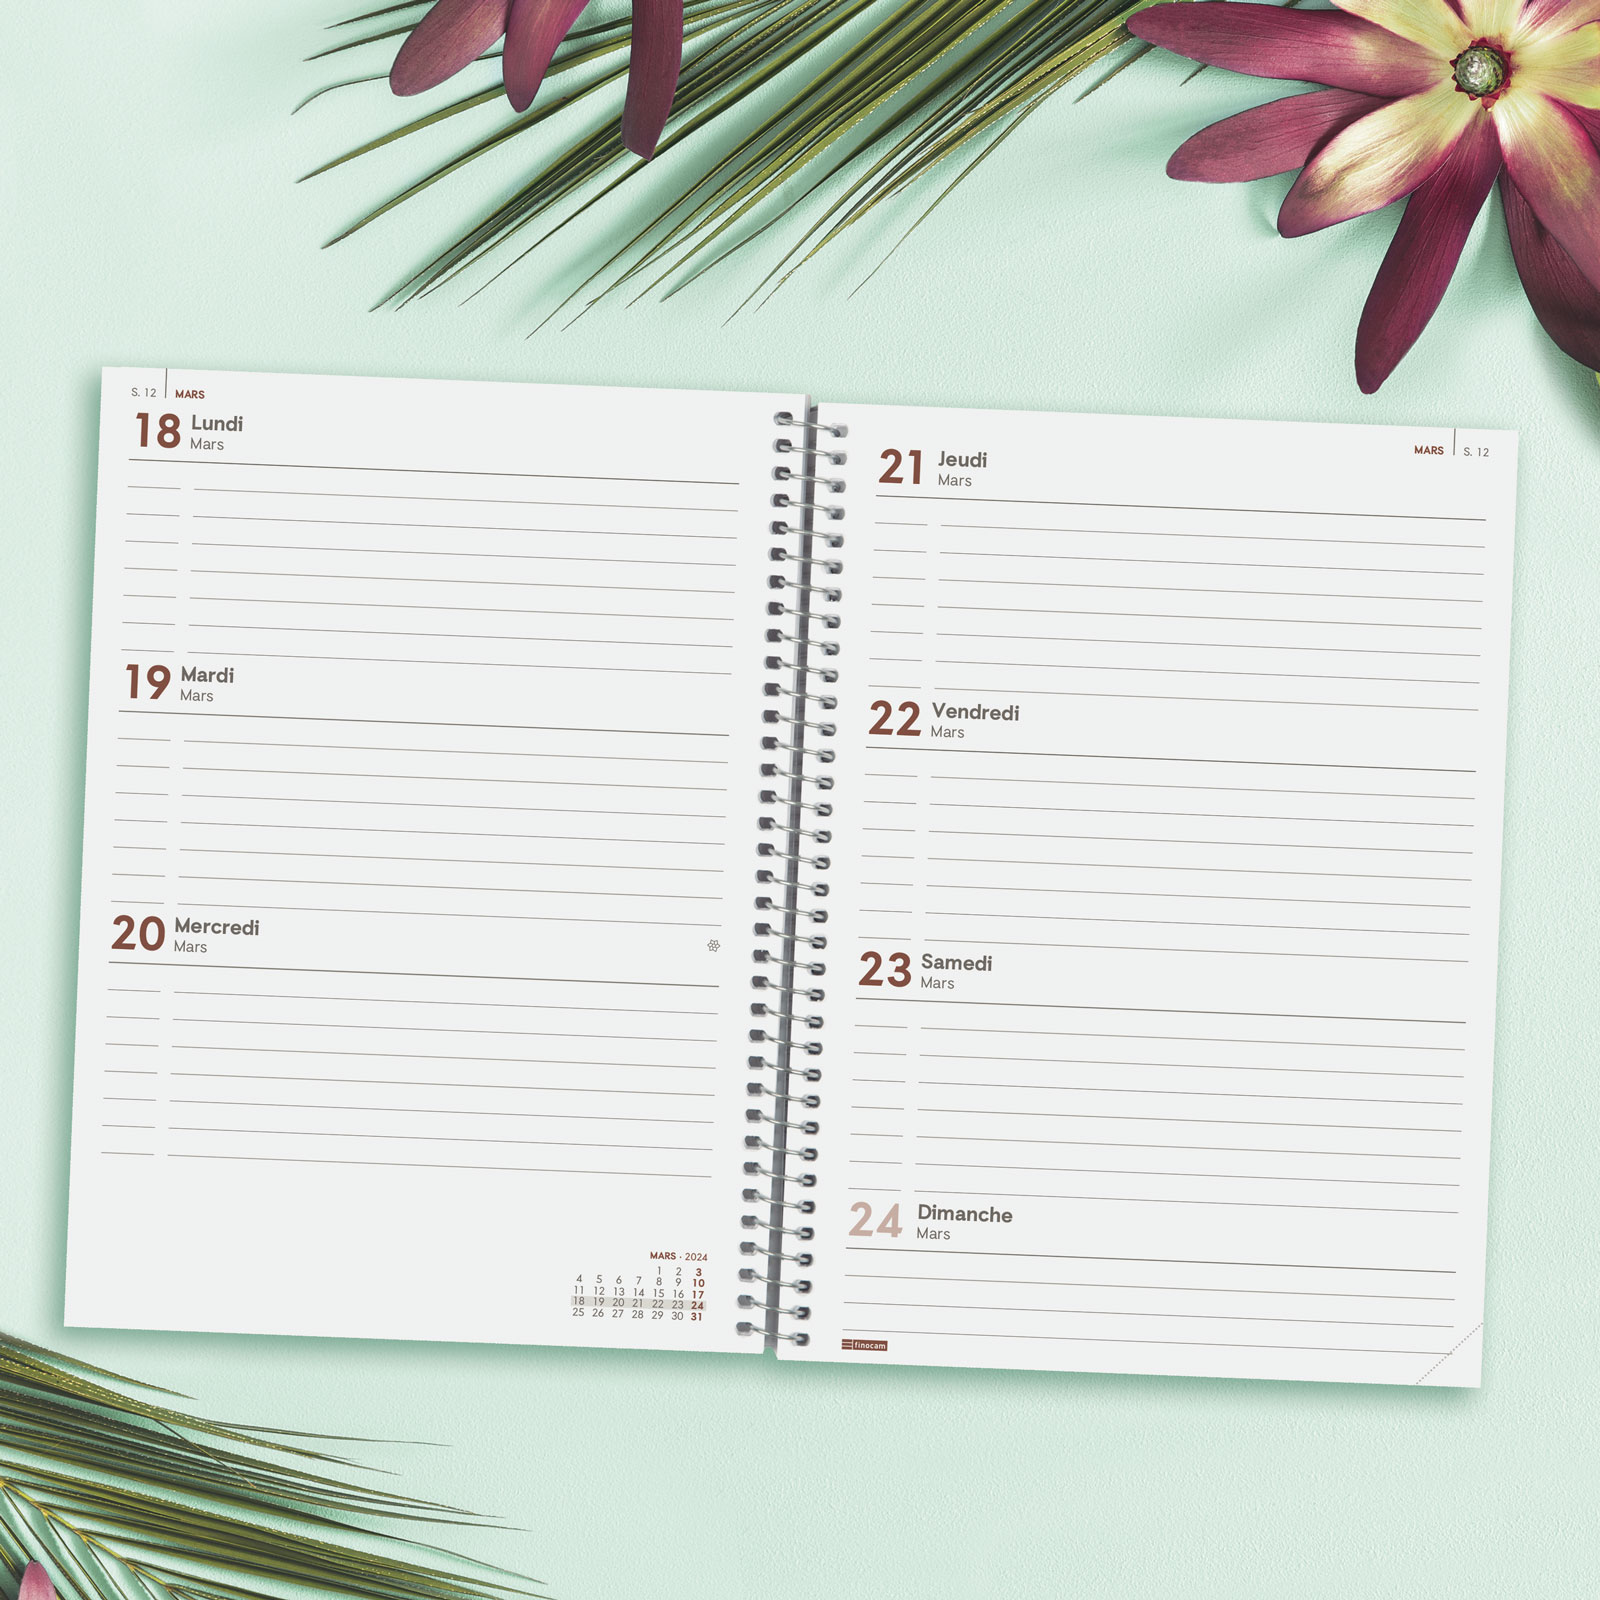 S. 12 MARS
18 Lundi
Mars
19 Mardi
Mars
20 Mercredi
Mars
MARS · 2024
1 2 3
4 5 6 7 8 9 10
11 12 13 14 15 16 17
18 19 20 21 22 23 24
25 26 27 28 29 30 31
MARS S. 12
21 Jeudi
Mars
22 Vendredi
Mars
23 Samedi
Mars
24 Dimanche
Mars
finocam